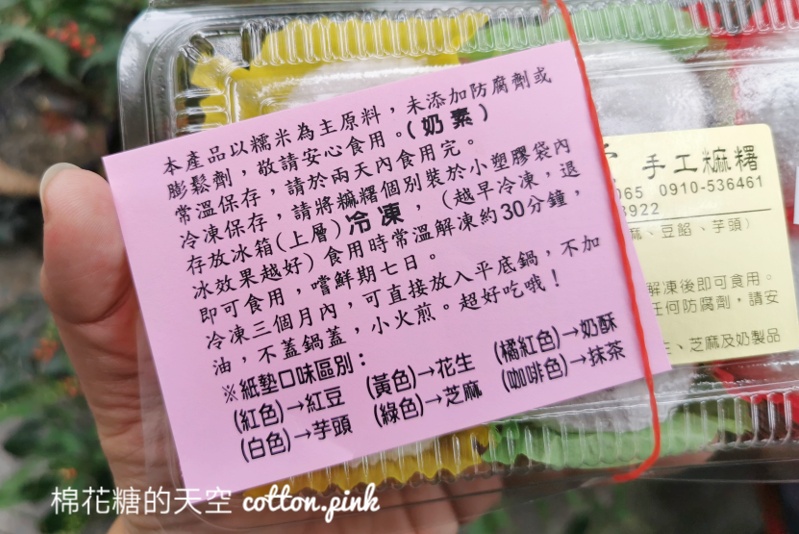 本產品以糯米為主原料，未添加防腐劑或
膨鬆劑，敬請安心食用。(奶素)
常溫保存，請於兩天內食用完。
冷凍保存，請將糍糬個別裝於小塑膠袋內
存放冰箱(上層)冷凍，(越早冷凍，退
冰效果越好)食用時常溫解凍約30分鐘，
即可食用，嚐鮮期七日。
冷凍三個月內，可直接放入平底鍋，不加
油，不蓋鍋蓋，小火煎。超好吃哦！
※紙墊口味區別：
(紅色)→紅豆 (黃色)→花生 (橘紅色)→奶酥
(白色)→芋頭 (綠色)→芝麻 (咖啡色)→抹茶
手工糍糬
065 0910-536461
3922
麻、豆餡、芋頭)
解凍後即可食用。
任何防腐劑，請安
生、芝麻及奶製品
棉花糖的天空 cotton.pink